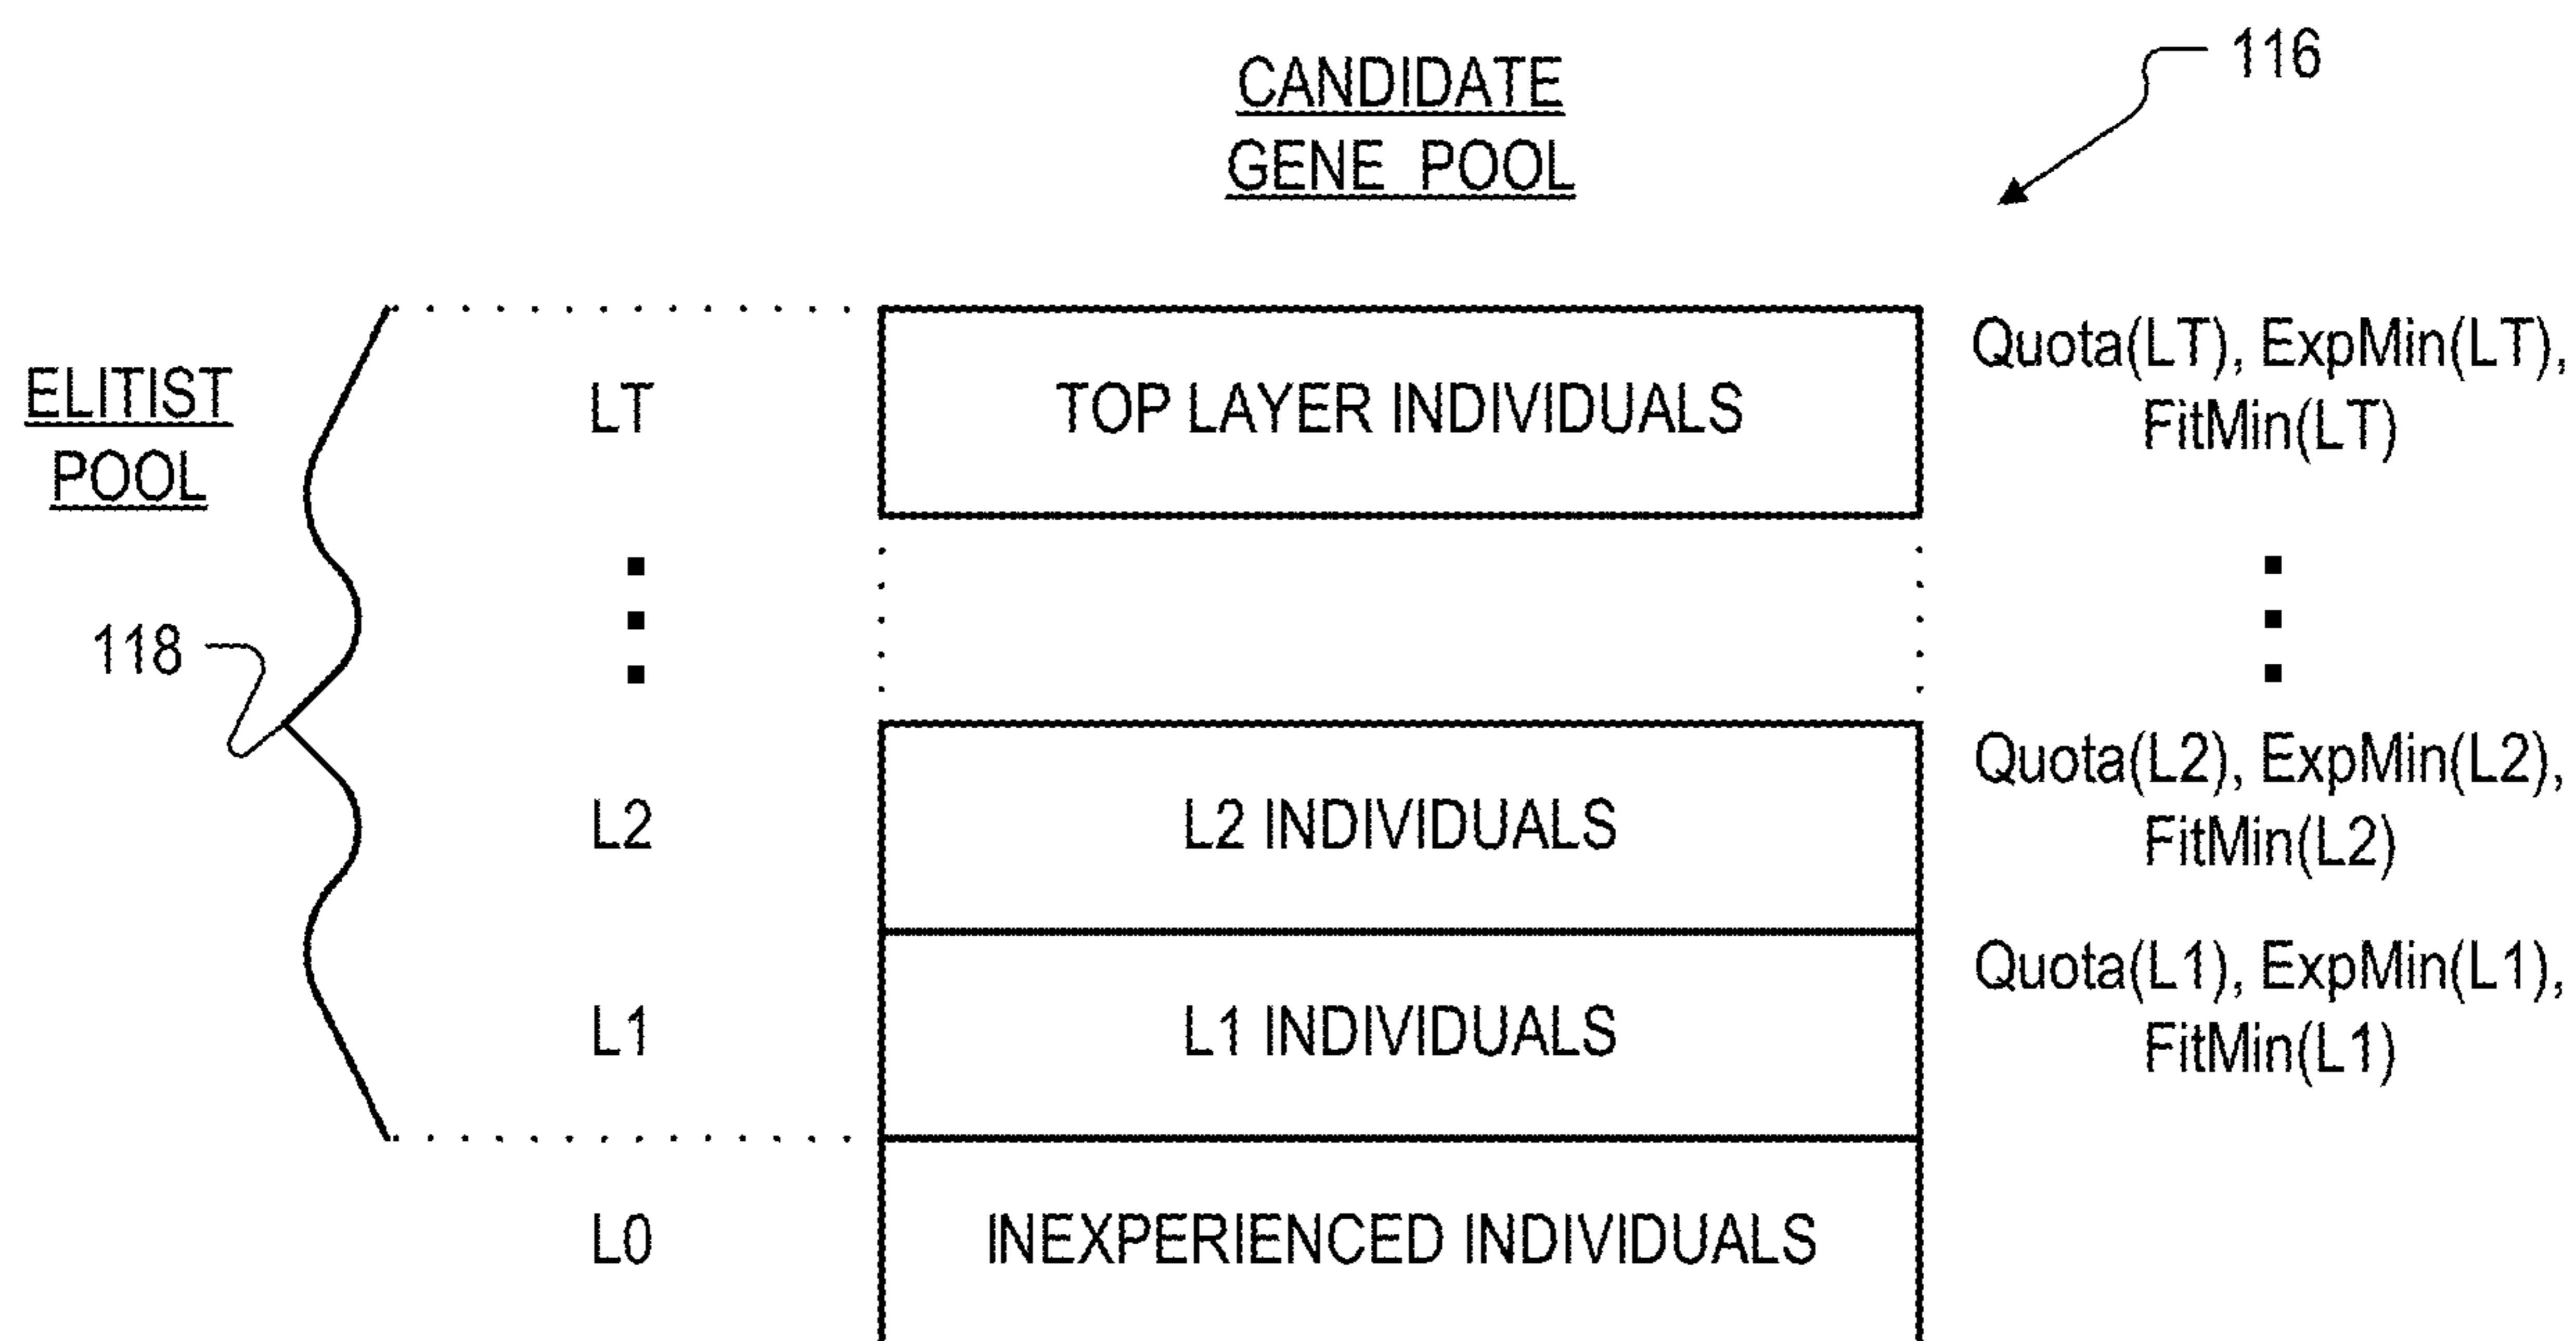 116
CANDIDATE
GENE POOL
ELITIST
POOL
LT
TOP LAYER INDIVIDUALS
Quota(LT), ExpMin(LT),
FitMin(LT)
118
L2
L2 INDIVIDUALS
Quota(L2), ExpMin(L2),
FitMin(L2)
L1
L1 INDIVIDUALS
Quota(L1), ExpMin(L1),
FitMin(L1)
L0
INEXPERIENCED INDIVIDUALS